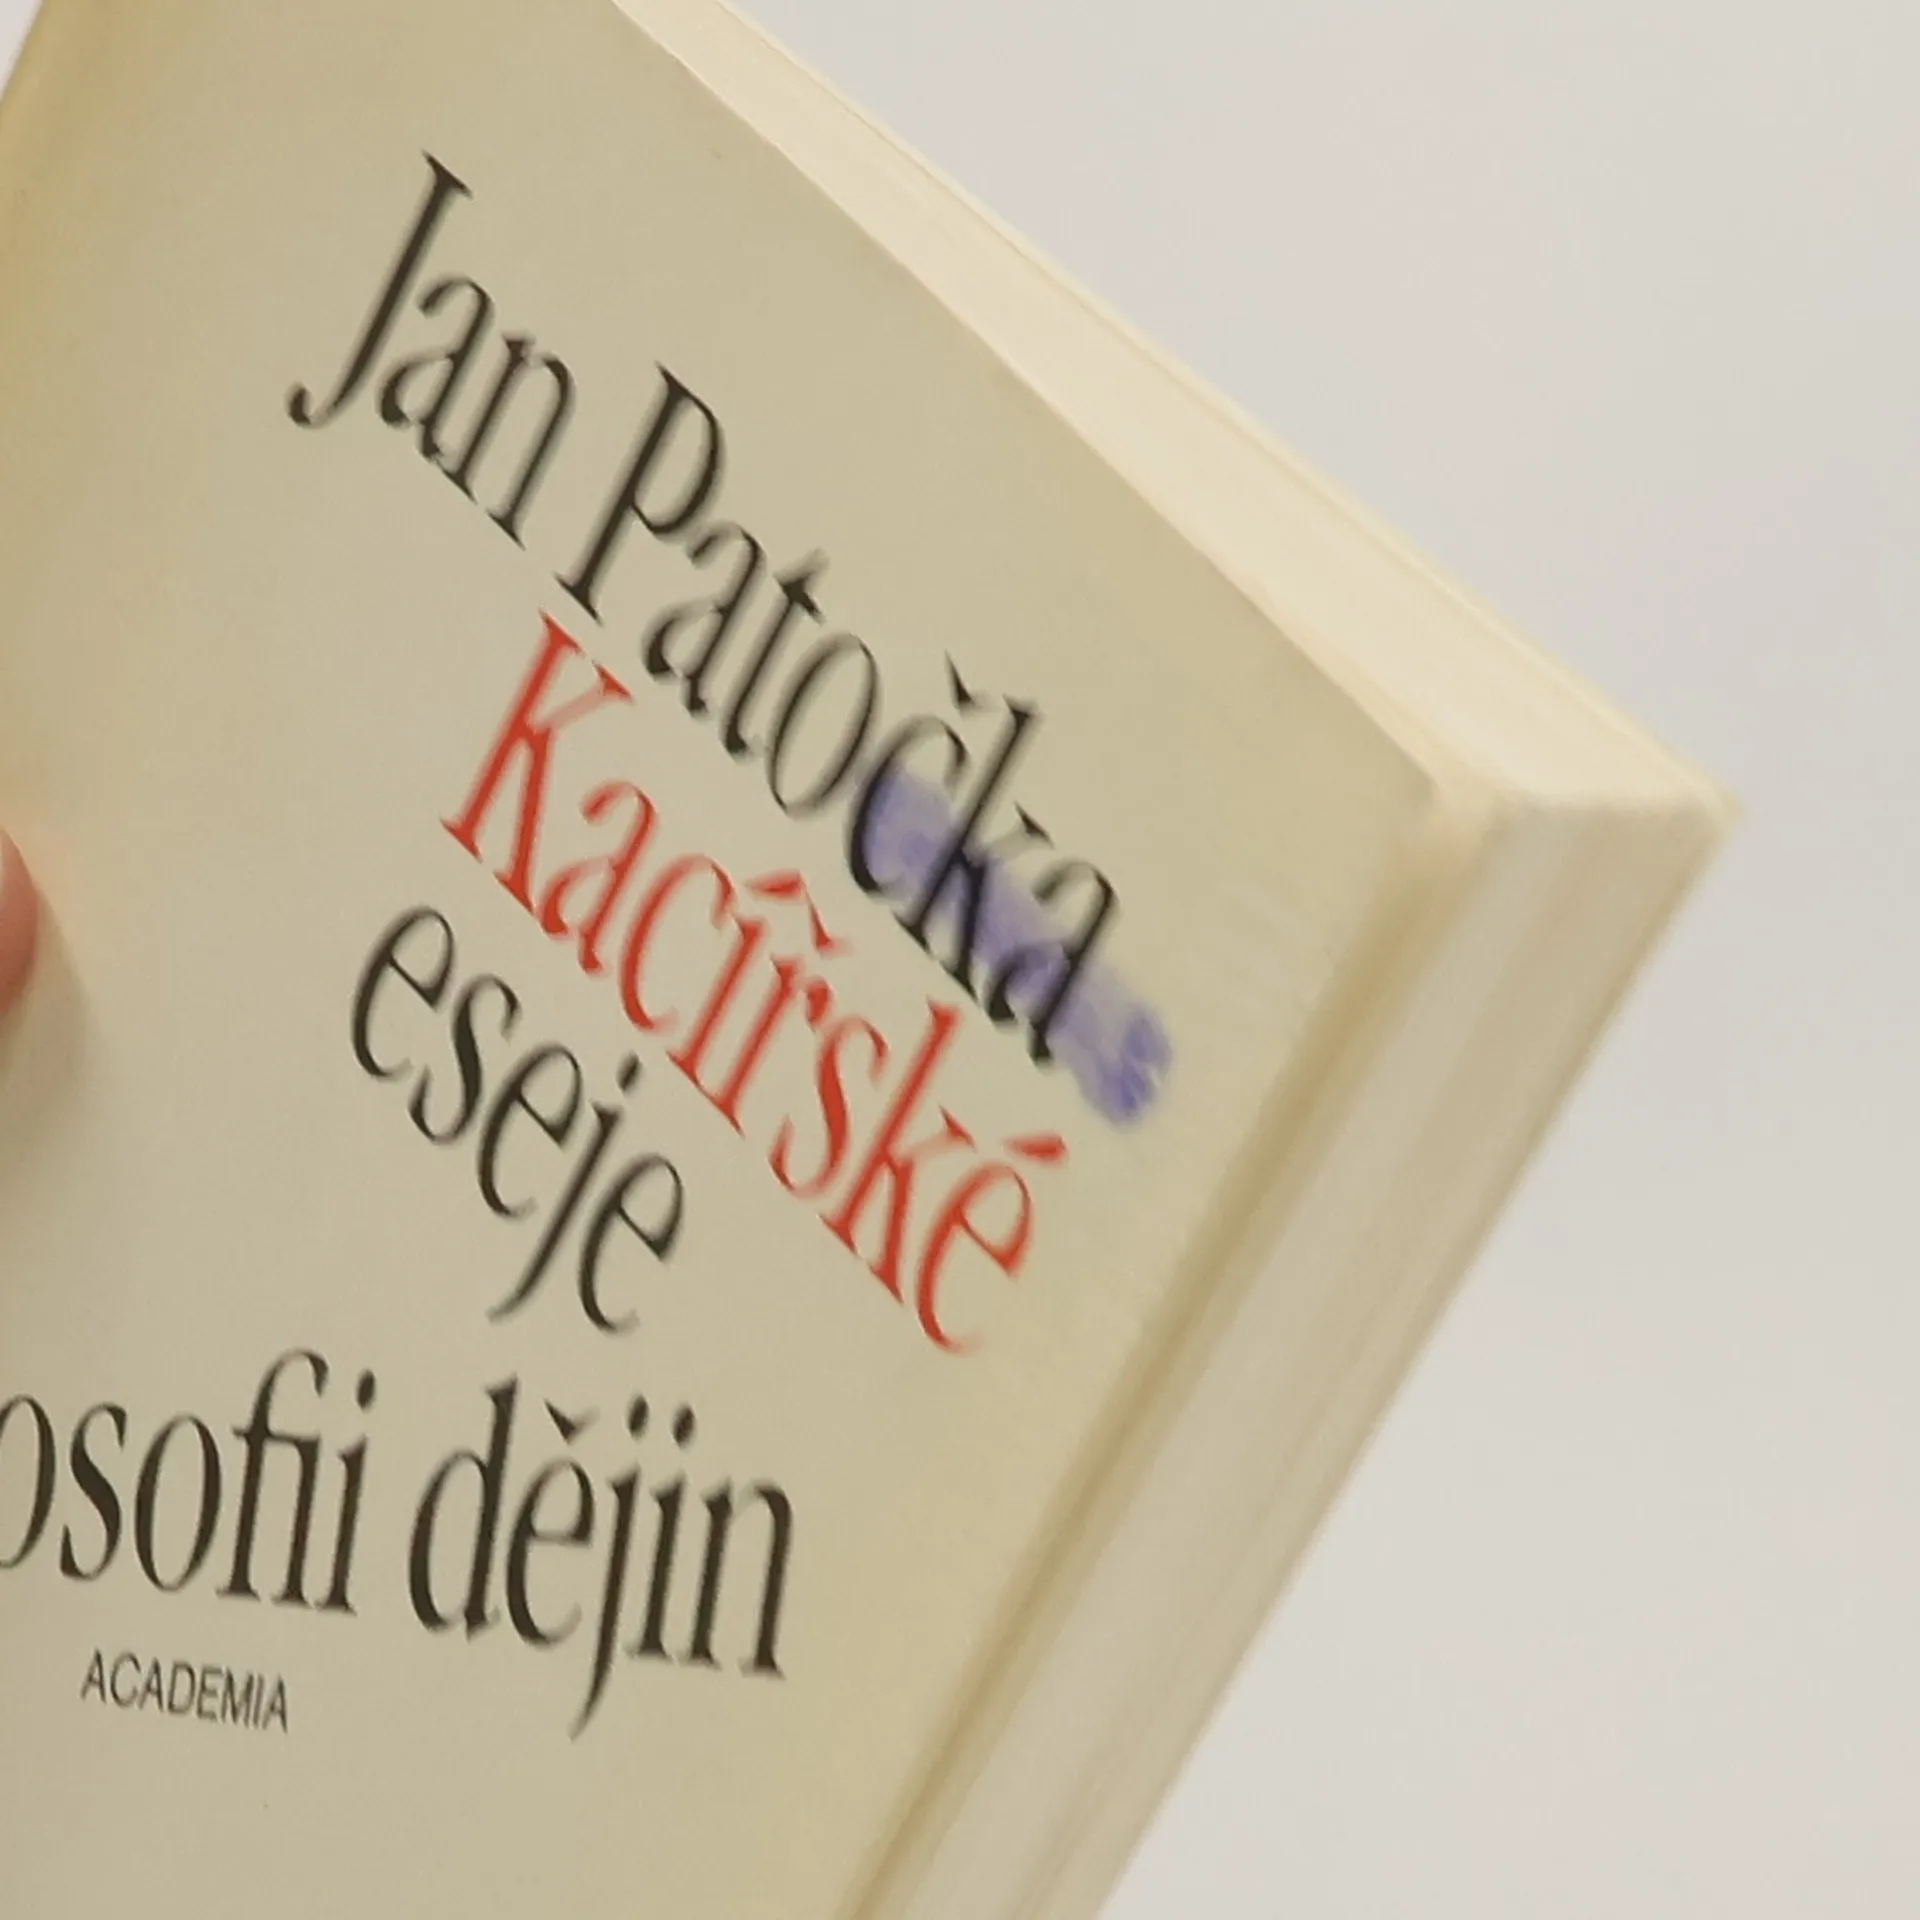 Jan Patočka
Kacířské
eseje
osofii dějin
ACADEMIA